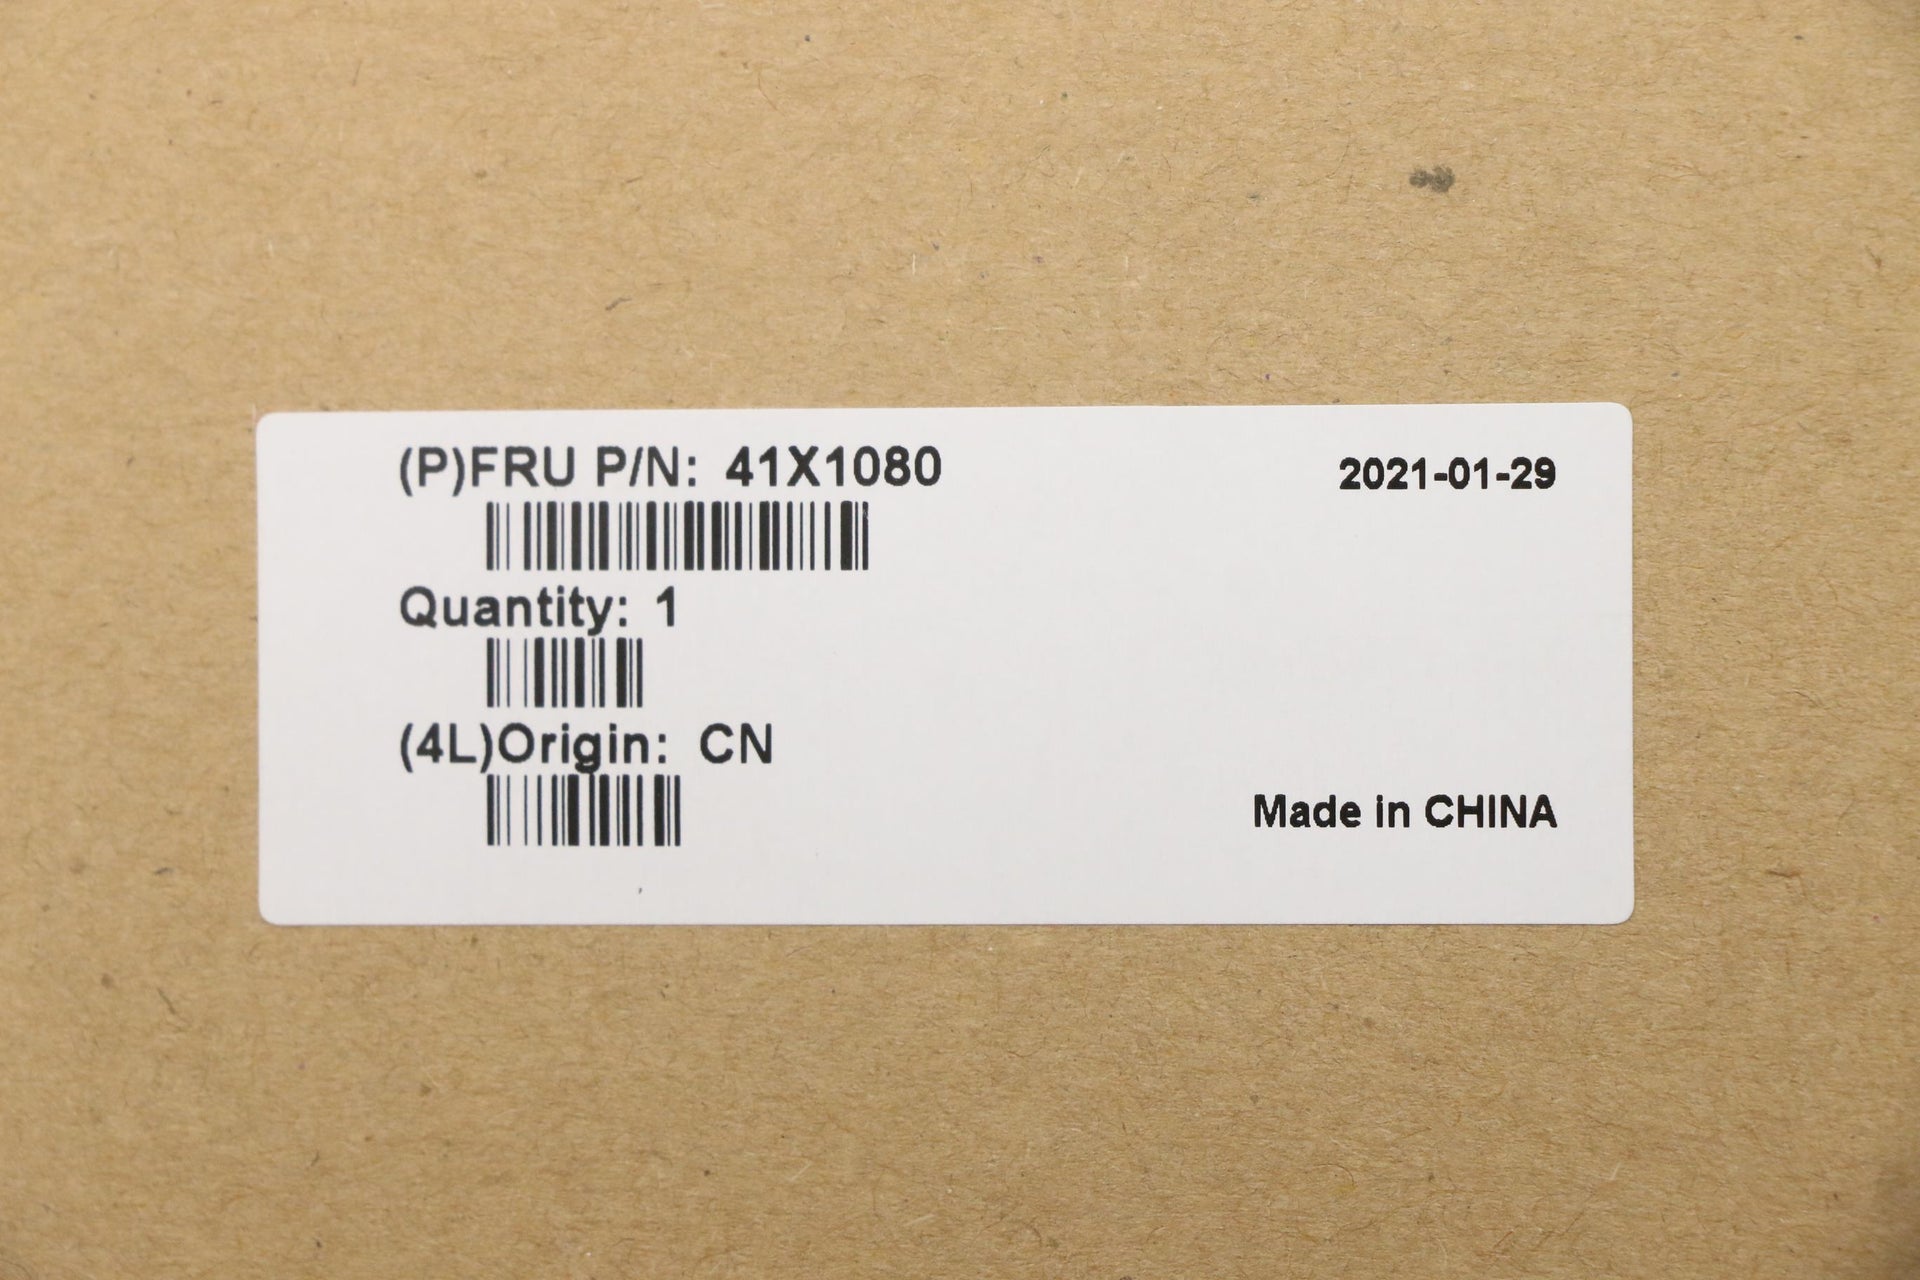 (P)FRU P/N: 41X1080
2021-01-29
Quantity: 1
(4L)Origin: CN
Made in CHINA